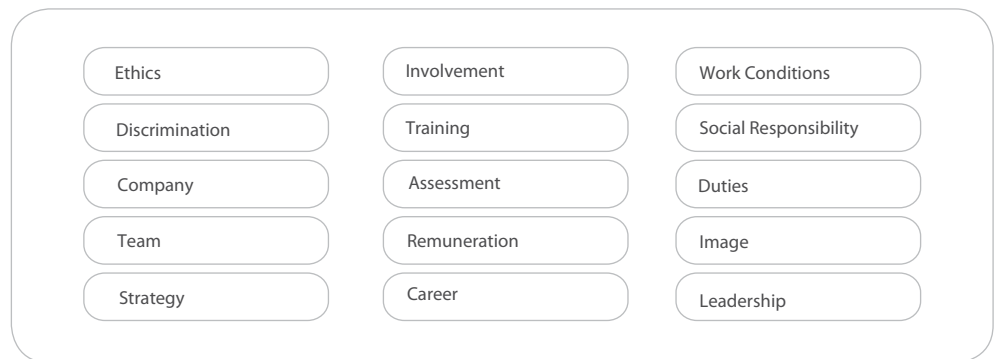 Ethics
Involvement
Work Conditions
Discrimination
Training
Social Responsibility
Company
Assessment
Duties
Team
Remuneration
Image
Strategy
Career
Leadership